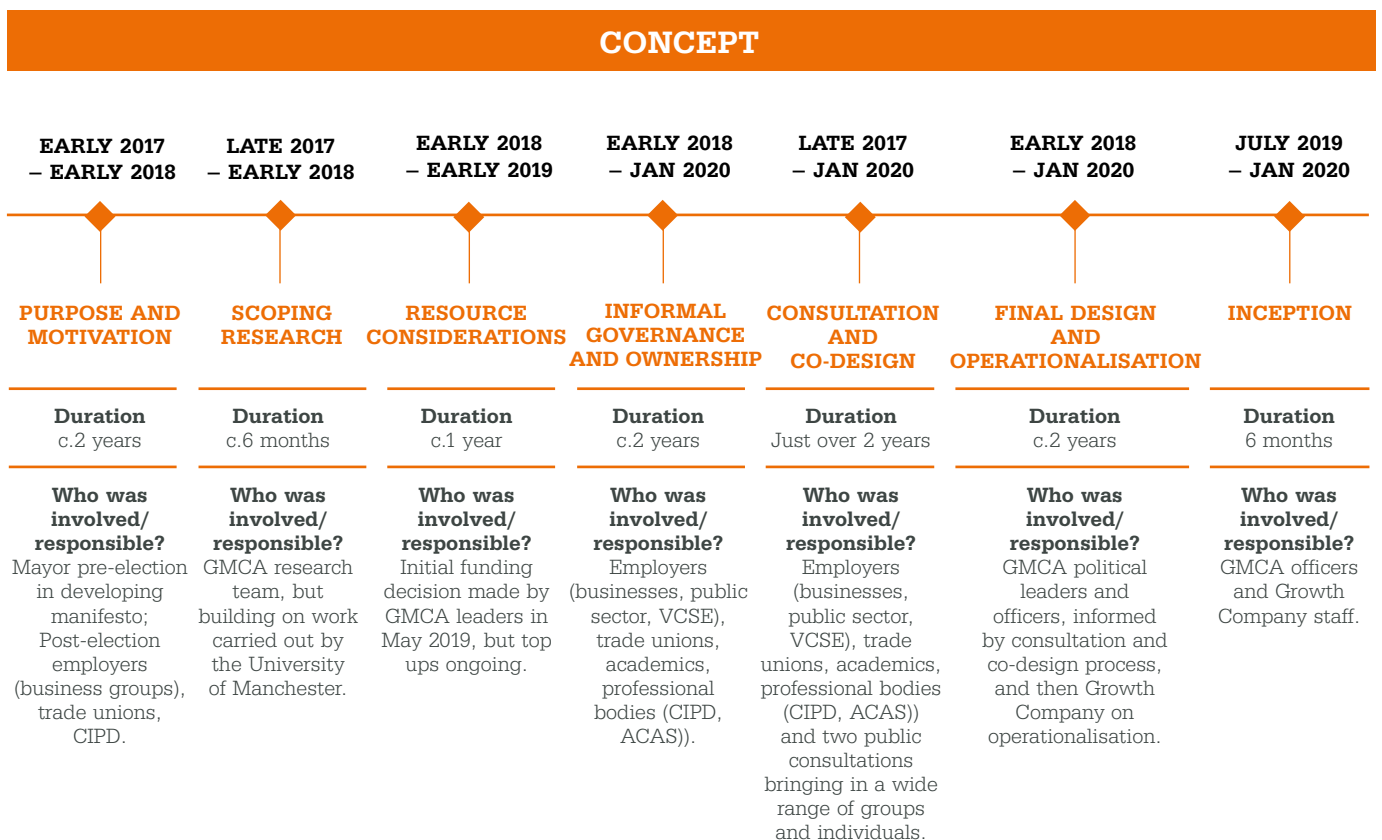 CONCEPT
EARLY 2017
– EARLY 2018
LATE 2017
– EARLY 2018
EARLY 2018
– EARLY 2019
EARLY 2018
– JAN 2020
LATE 2017
– JAN 2020
EARLY 2018
– JAN 2020
JULY 2019
– JAN 2020
PURPOSE AND
MOTIVATION
SCOPING
RESEARCH
RESOURCE
CONSIDERATIONS
INFORMAL
GOVERNANCE
AND OWNERSHIP
CONSULTATION
AND
CO-DESIGN
FINAL DESIGN
AND
OPERATIONALISATION
INCEPTION
Duration
c.2 years
Duration
c.6 months
Duration
c.1 year
Duration
c.2 years
Duration
Just over 2 years
Duration
c.2 years
Duration
6 months
Who was
involved/
responsible?
Mayor pre-election
in developing
manifesto;
Post-election
employers
(business groups),
trade unions,
CIPD.
Who was
involved/
responsible?
GMCA research
team, but
building on work
carried out by
the University
of Manchester.
Who was
involved/
responsible?
Initial funding
decision made by
GMCA leaders in
May 2019, but top
ups ongoing.
Who was
involved/
responsible?
Employers
(businesses, public
sector, VCSE),
trade unions,
academics,
professional
bodies (CIPD,
ACAS)).
Who was
involved/
responsible?
Employers
(businesses,
public sector,
VCSE), trade
unions, academics,
professional bodies
(CIPD, ACAS))
and two public
consultations
bringing in a wide
range of groups
and individuals.
Who was
involved/
responsible?
GMCA political
leaders and
officers, informed
by consultation and
co-design process,
and then Growth
Company on
operationalisation.
Who was
involved/
responsible?
GMCA officers
and Growth
Company staff.